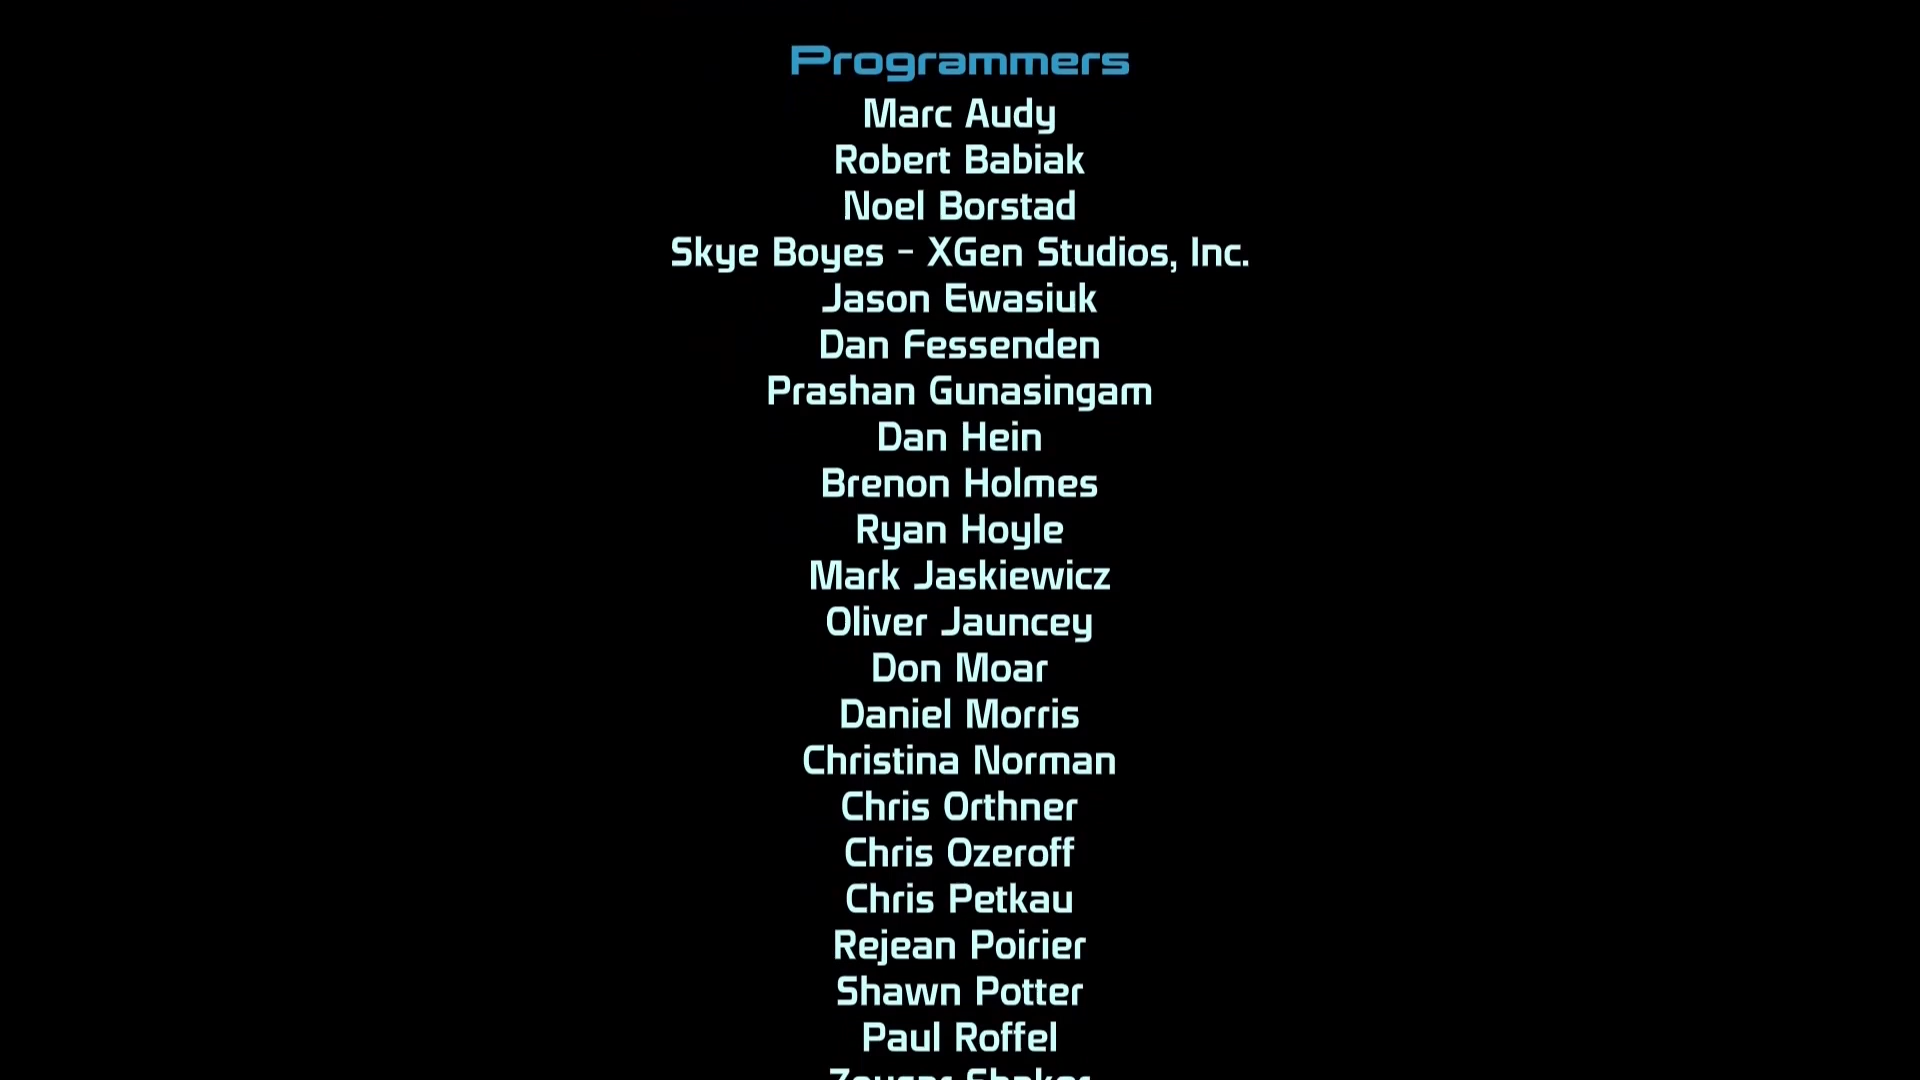 Programmers
Marc Audy
Robert Babiak
Noel Borstad
Skye Boyes - XGen Studios, Inc.
Jason Ewasiuk
Dan Fessenden
Prashan Gunasingam
Dan Hein
Brenon Holmes
Ryan Hoyle
Mark Jaskiewicz
Oliver Jauncey
Don Moar
Daniel Morris
Christina Norman
Chris Orthner
Chris Ozeroff
Chris Petkau
Rejean Poirier
Shawn Potter
Paul Roffel